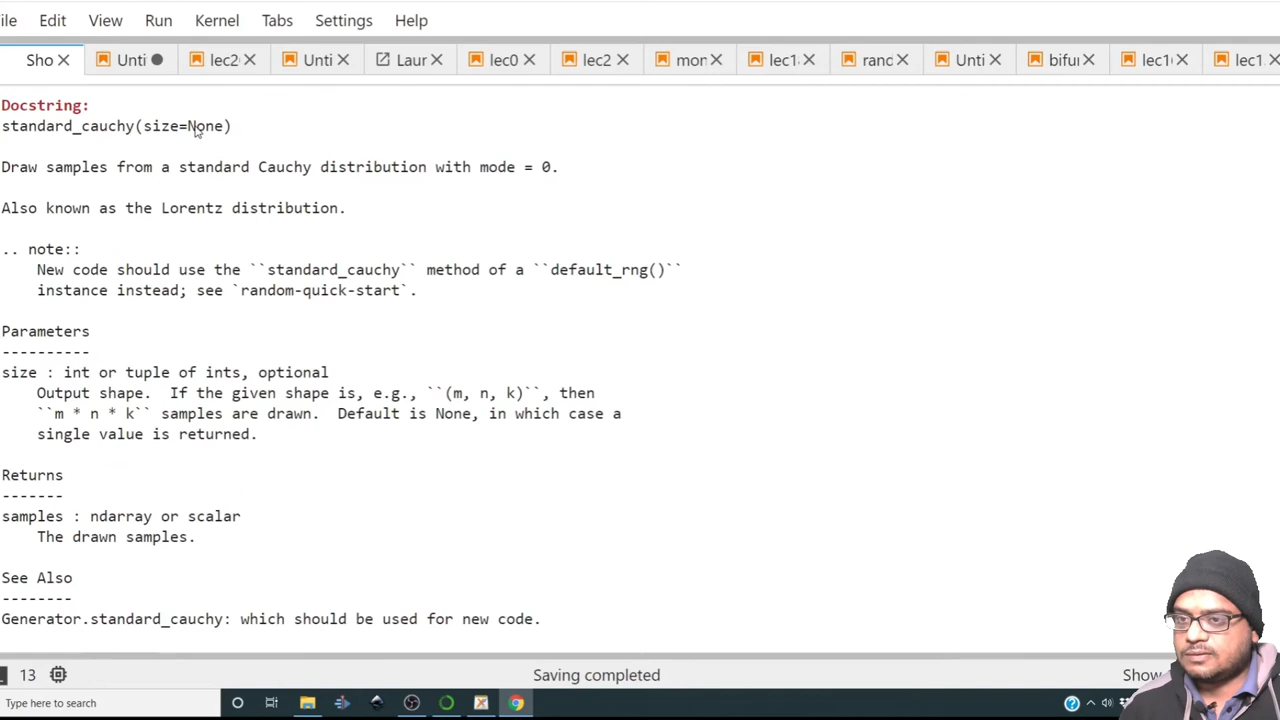 ile Edit View Run Kernel Tabs Settings Help
Sho Unti lec2 Unti Laur lec0 lec2 mon lec1 rand Unti bifu lec1 lec1
Docstring:
standard_cauchy(size=None)
Draw samples from a standard Cauchy distribution with mode = 0.
Also known as the Lorentz distribution.
.. note::
New code should use the ``standard_cauchy`` method of a ``default_rng()``
instance instead; see `random-quick-start`.
Parameters
----------
size : int or tuple of ints, optional
Output shape.  If the given shape is, e.g., ``(m, n, k)``, then
``m * n * k`` samples are drawn.  Default is None, in which case a
single value is returned.
Returns
-------
samples : ndarray or scalar
The drawn samples.
See Also
--------
Generator.standard_cauchy: which should be used for new code.
13 Saving completed Show
Type here to search